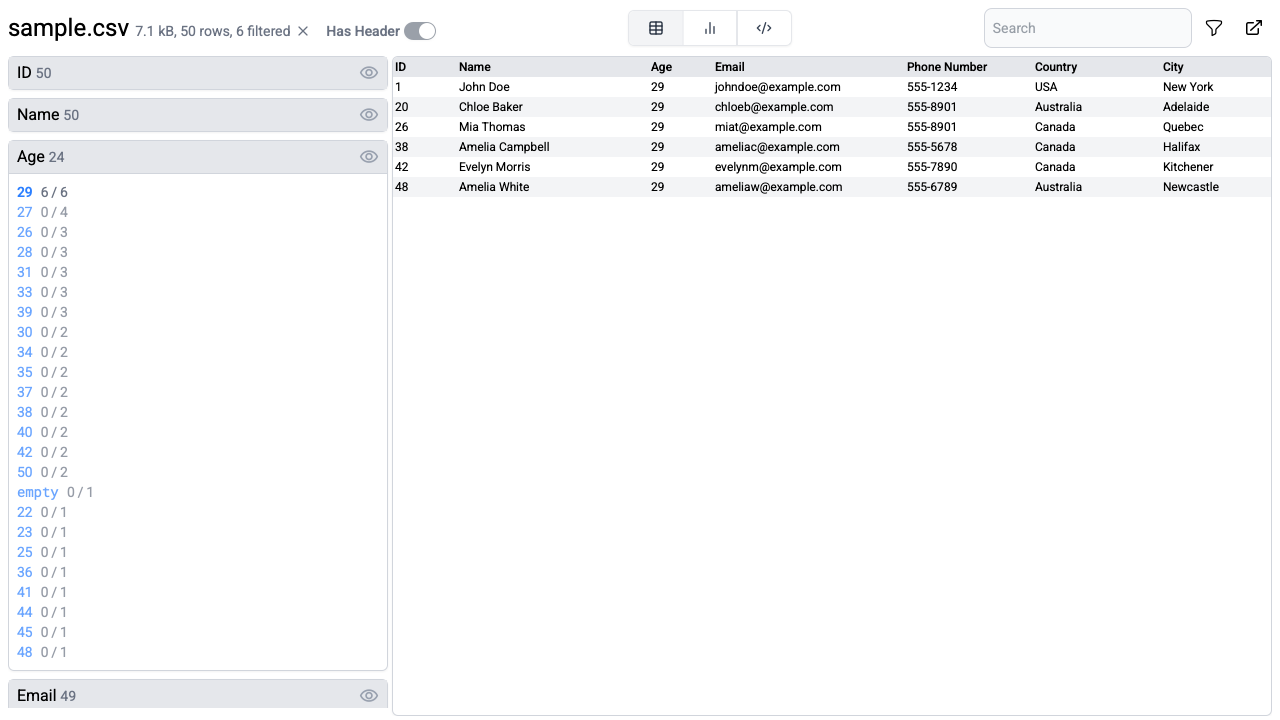 sample.csv 7.1 kB, 50 rows, 6 filtered × Has Header
Search
ID 50
Name 50
Age 24
29 6 / 6
27 0 / 4
26 0 / 3
28 0 / 3
31 0 / 3
33 0 / 3
39 0 / 3
30 0 / 2
34 0 / 2
35 0 / 2
37 0 / 2
38 0 / 2
40 0 / 2
42 0 / 2
50 0 / 2
empty 0 / 1
22 0 / 1
23 0 / 1
25 0 / 1
36 0 / 1
41 0 / 1
44 0 / 1
45 0 / 1
48 0 / 1
Email 49
ID Name Age Email Phone Number Country City
1 John Doe 29 johndoe@example.com 555-1234 USA New York
20 Chloe Baker 29 chloeb@example.com 555-8901 Australia Adelaide
26 Mia Thomas 29 miat@example.com 555-8901 Canada Quebec
38 Amelia Campbell 29 ameliac@example.com 555-5678 Canada Halifax
42 Evelyn Morris 29 evelynm@example.com 555-7890 Canada Kitchener
48 Amelia White 29 ameliaw@example.com 555-6789 Australia Newcastle